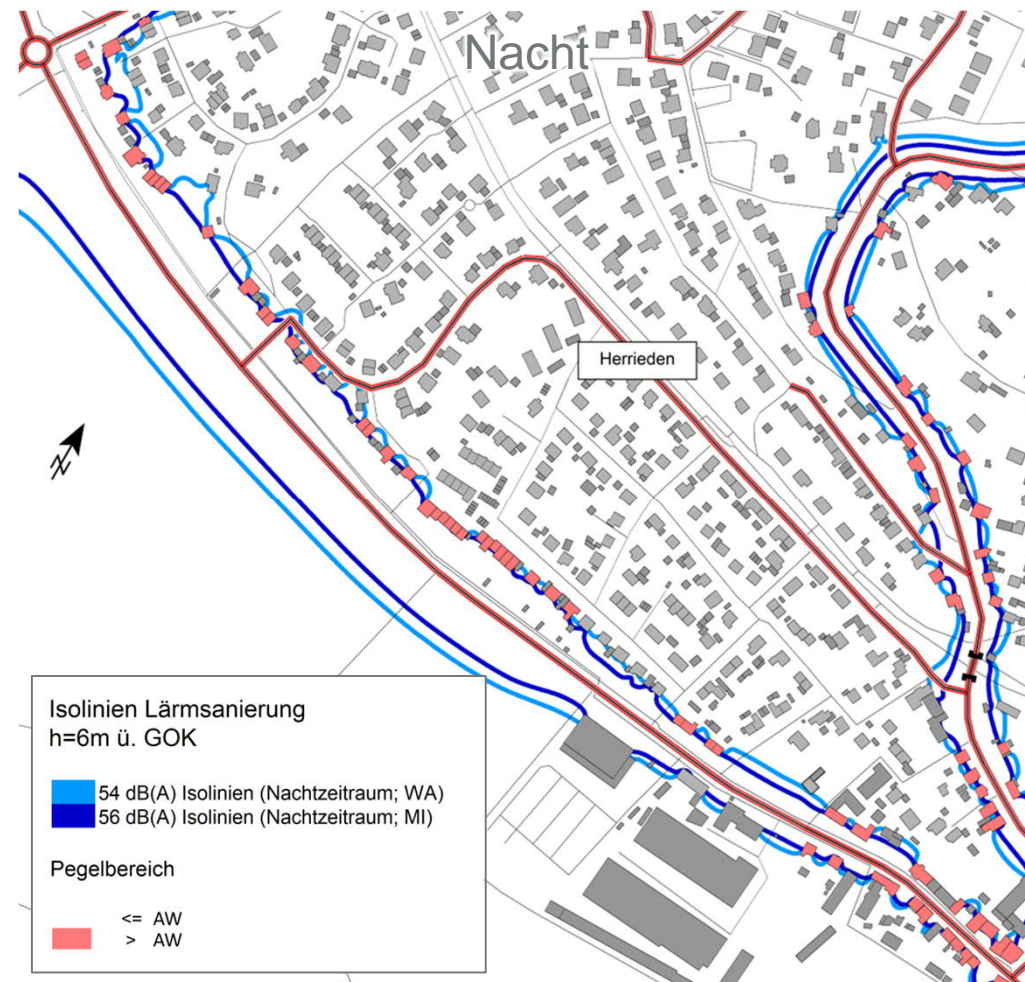 Nacht
Herrieden
N
Isolinien Lärmsanierung
h=6m ü. GOK
54 dB(A) Isolinien (Nachtzeitraum; WA)
56 dB(A) Isolinien (Nachtzeitraum; MI)
Pegelbereich
<= AW
> AW